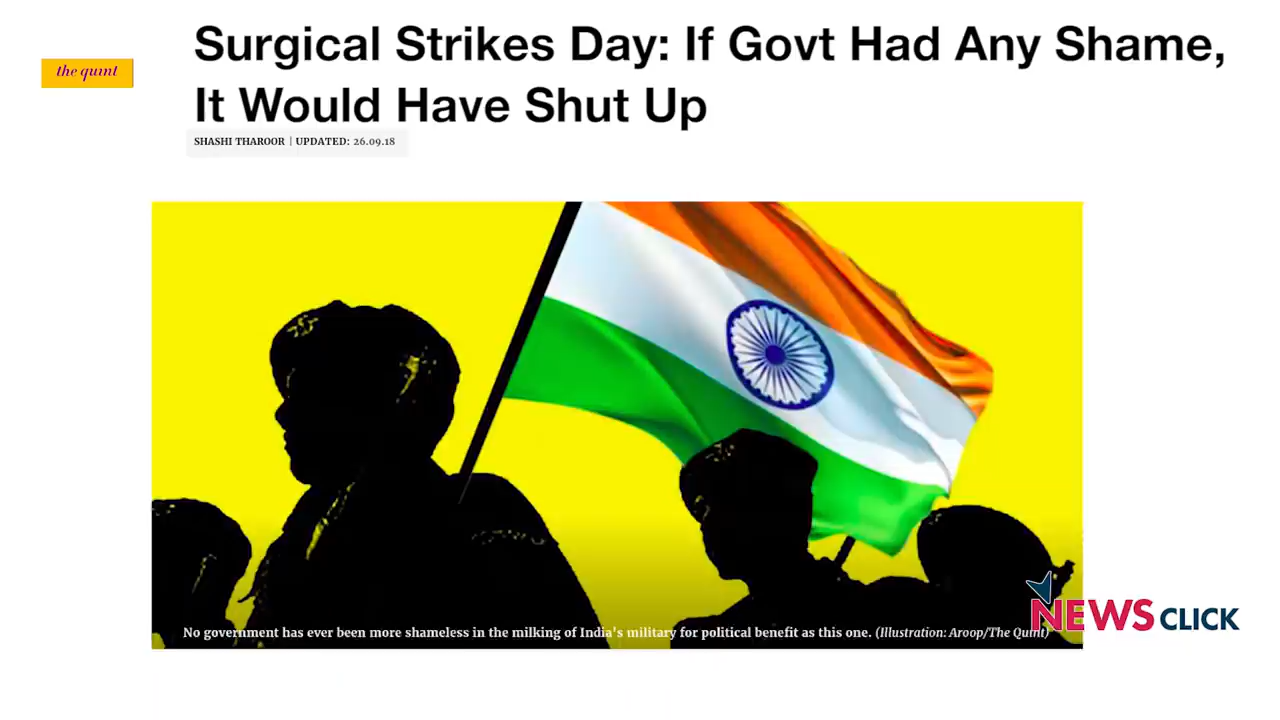 the quint
Surgical Strikes Day: If Govt Had Any Shame,
It Would Have Shut Up
SHASHI THAROOR | UPDATED: 26.09.18
No government has ever been more shameless in the milking of India's military for political benefit as this one. (Illustration: Aroop/The Quint)
NEWSCLICK